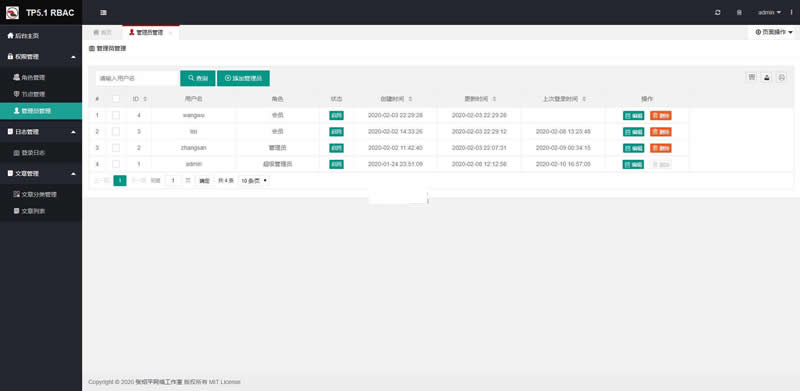 TP5.1 RBAC
admin
后台主页
权限管理
角色管理
节点管理
管理员管理
日志管理
登录日志
文章管理
文章分类管理
文章列表
首页 管理员管理 页面操作
管理员管理
请输入用户名 查询 添加管理员
# ID 用户名 角色 状态 创建时间 更新时间 上次登录时间 操作
1 4 wangwu 会员 启用 2020-02-03 22:29:28 2020-02-03 22:29:28 编辑 删除
2 3 lisi 会员 启用 2020-02-02 14:33:26 2020-02-03 22:29:12 2020-02-08 13:25:48 编辑 删除
3 2 zhangsan 管理员 启用 2020-02-02 11:42:40 2020-02-03 22:07:31 2020-02-09 00:34:15 编辑 删除
4 1 admin 超级管理员 启用 2020-01-24 23:51:09 2020-02-08 12:12:58 2020-02-10 16:57:05 编辑 删除
上一页 1 下一页 到第 1 页 确定 共 4 条 10 条/页
Copyright © 2020 张绍平网络工作室 版权所有 MIT License